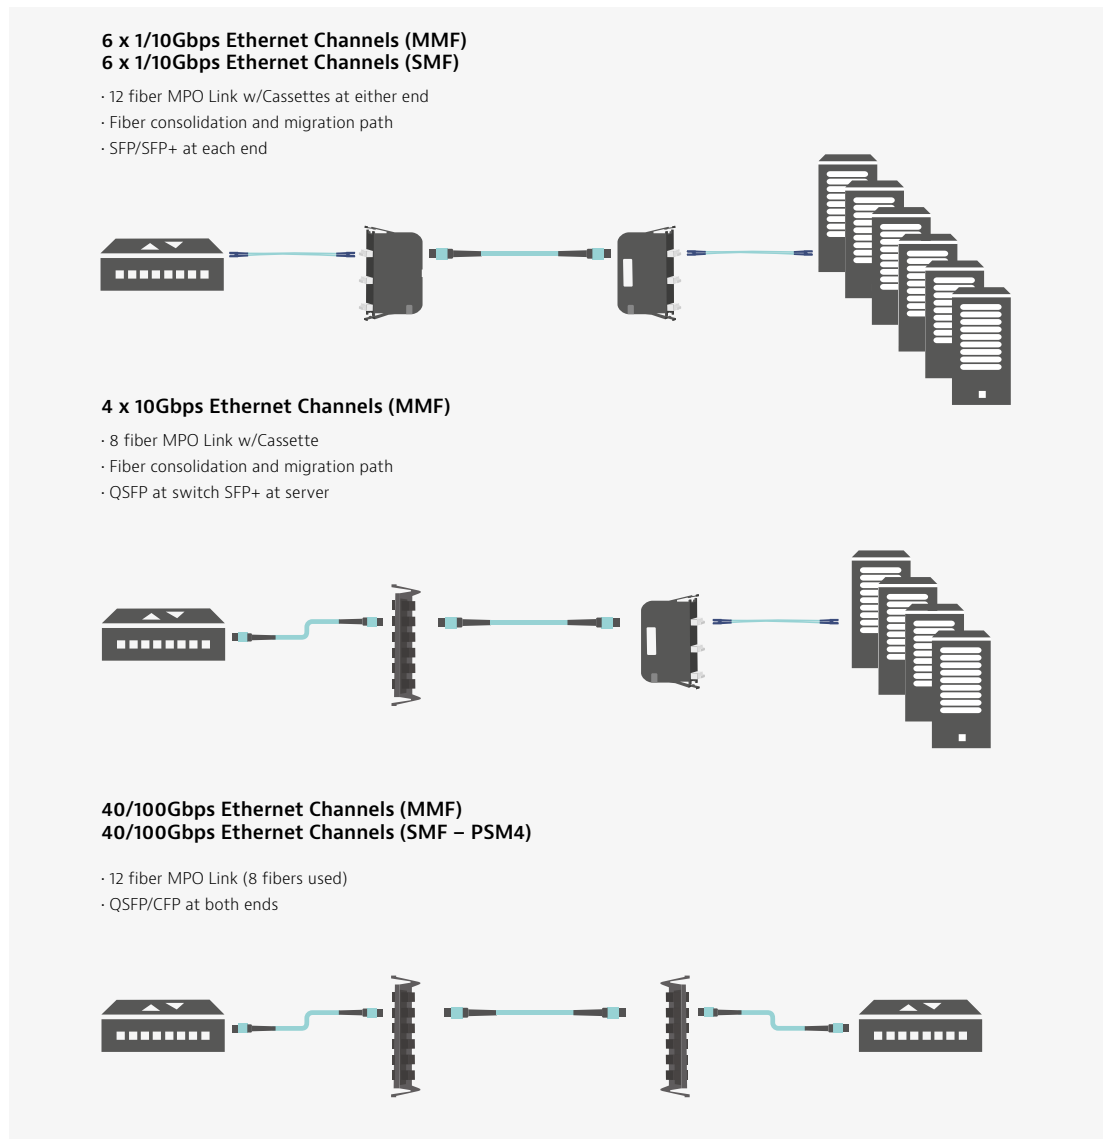 6 x 1/10Gbps Ethernet Channels (MMF)
6 x 1/10Gbps Ethernet Channels (SMF)
· 12 fiber MPO Link w/Cassettes at either end
· Fiber consolidation and migration path
· SFP/SFP+ at each end
4 x 10Gbps Ethernet Channels (MMF)
· 8 fiber MPO Link w/Cassette
· Fiber consolidation and migration path
· QSFP at switch SFP+ at server
40/100Gbps Ethernet Channels (MMF)
40/100Gbps Ethernet Channels (SMF – PSM4)
· 12 fiber MPO Link (8 fibers used)
· QSFP/CFP at both ends